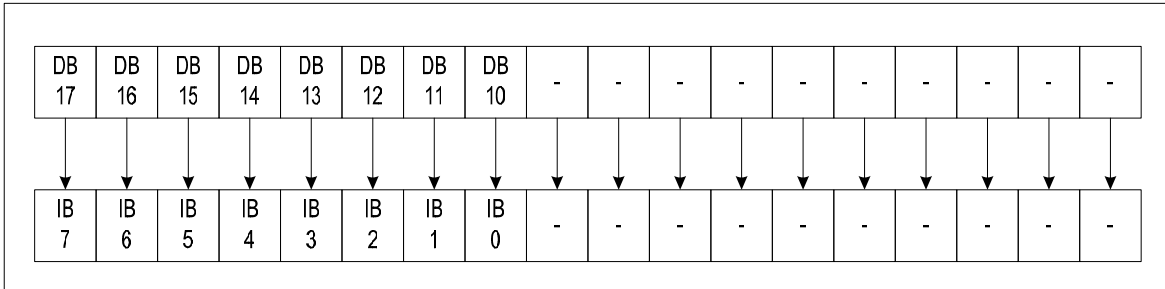 DB DB DB DB DB DB DB DB - - - - - - - - - -
17 16 15 14 13 12 11 10
IB IB IB IB IB IB IB IB - - - - - - - - - -
7 6 5 4 3 2 1 0